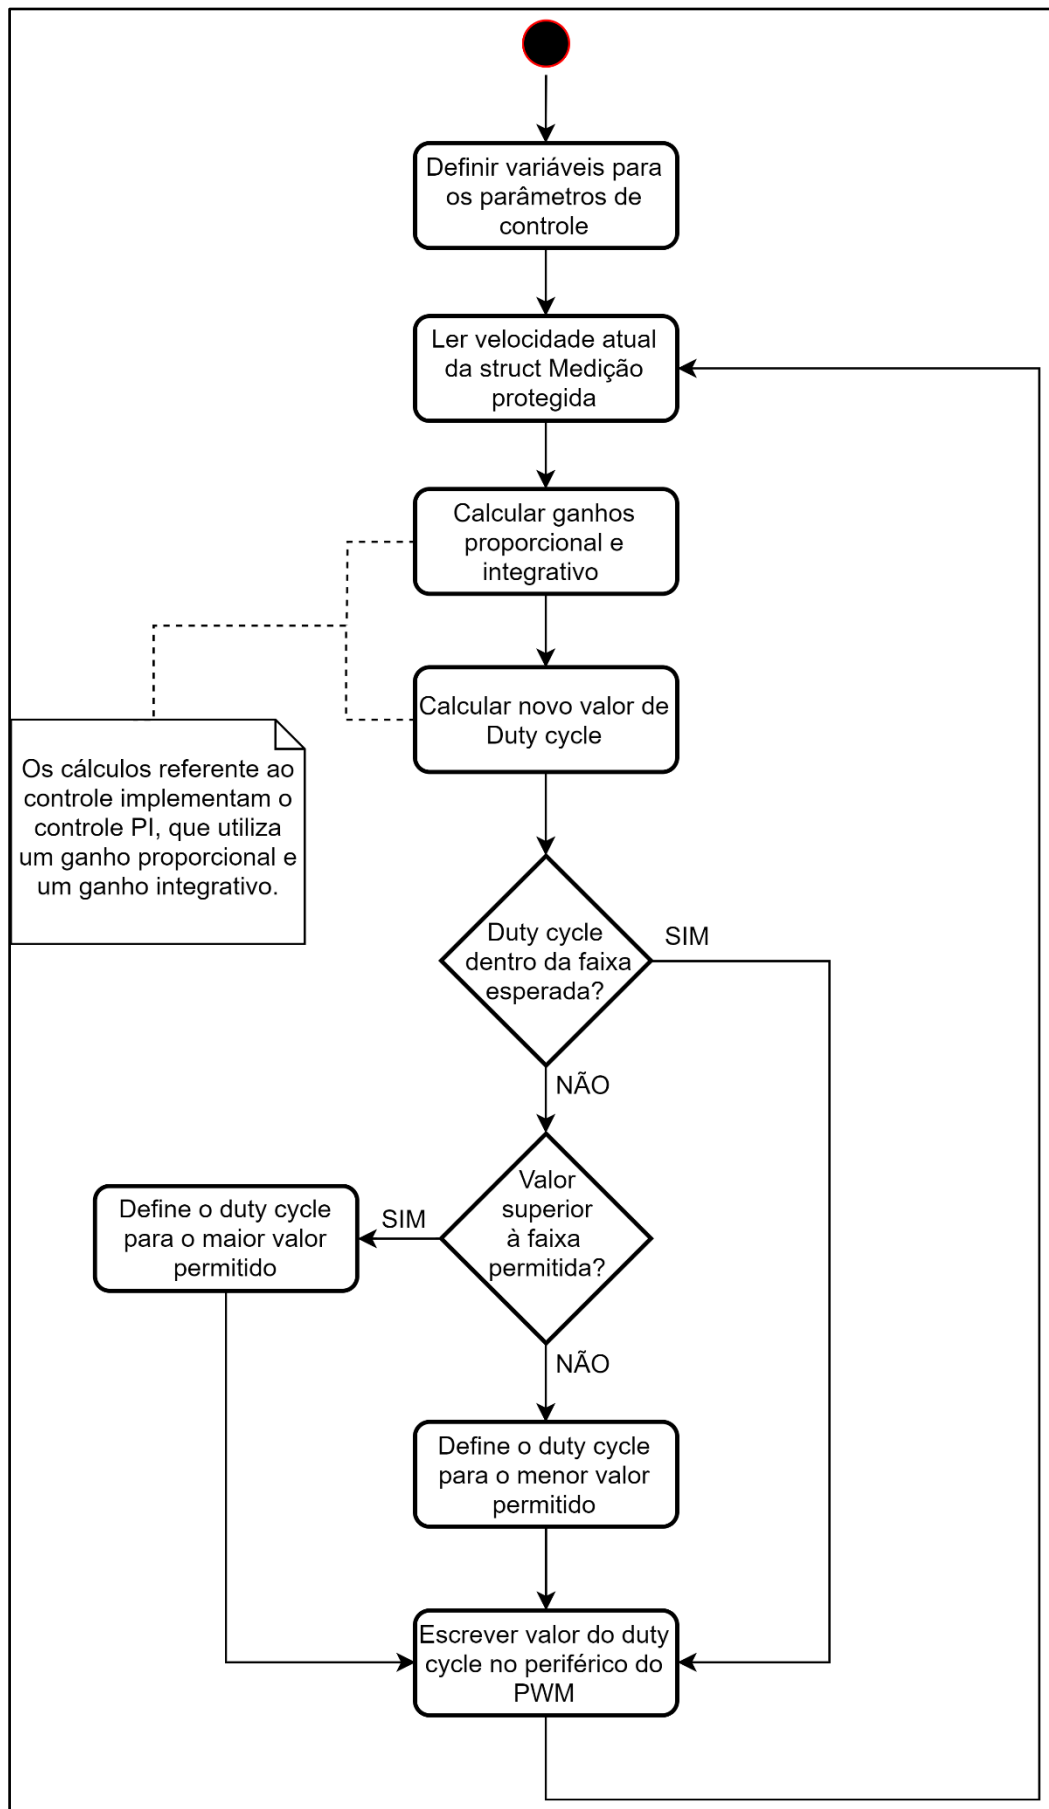 Definir variáveis para
os parâmetros de
controle
Ler velocidade atual
da struct Medição
protegida
Calcular ganhos
proporcional e
integrativo
Calcular novo valor de
Duty cycle
Os cálculos referente ao
controle implementam o
controle PI, que utiliza
um ganho proporcional e
um ganho integrativo.
Duty cycle
dentro da faixa
esperada?
SIM
NÃO
Valor
superior
à faixa
permitida?
SIM
Define o duty cycle
para o maior valor
permitido
NÃO
Define o duty cycle
para o menor valor
permitido
Escrever valor do duty
cycle no periférico do
PWM